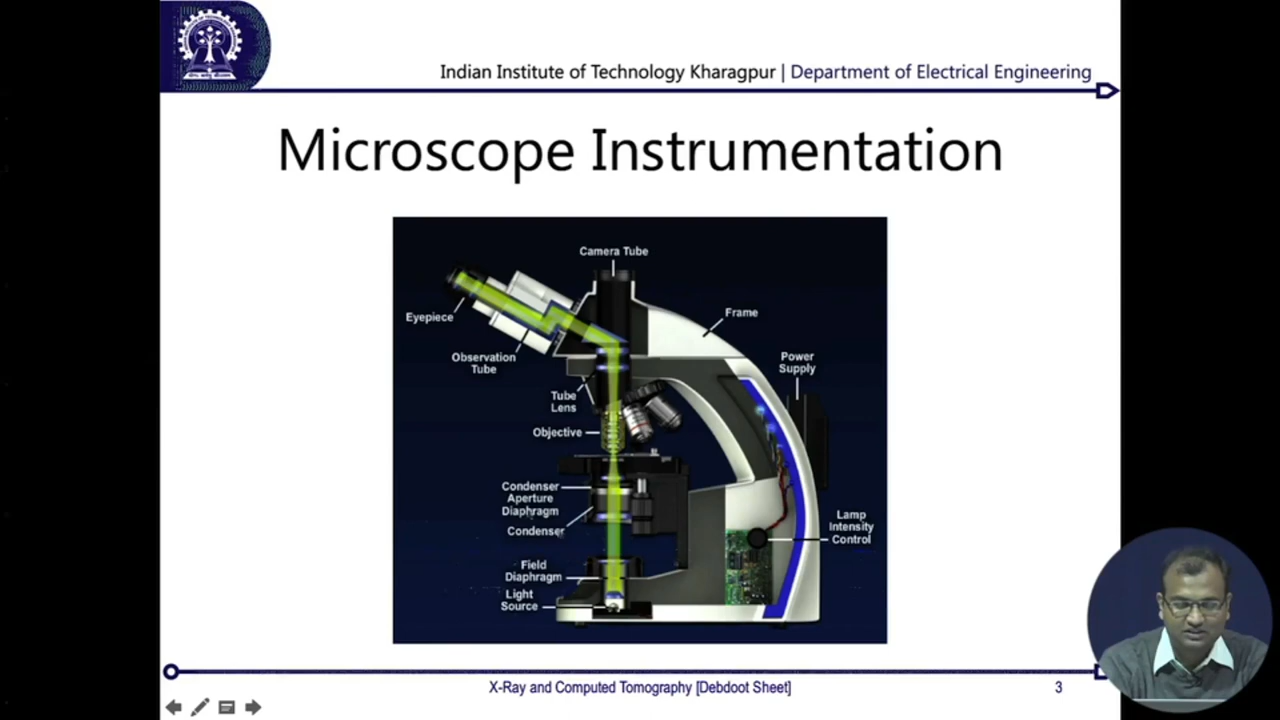 Indian Institute of Technology Kharagpur | Department of Electrical Engineering
Microscope Instrumentation
Camera Tube
Frame
Eyepiece
Observation
Tube
Power
Supply
Tube
Lens
Objective
Condenser
Aperture
Diaphragm
Condenser
Lamp
Intensity
Control
Field
Diaphragm
Light
Source
X-Ray and Computed Tomography [Debdoot Sheet]
3